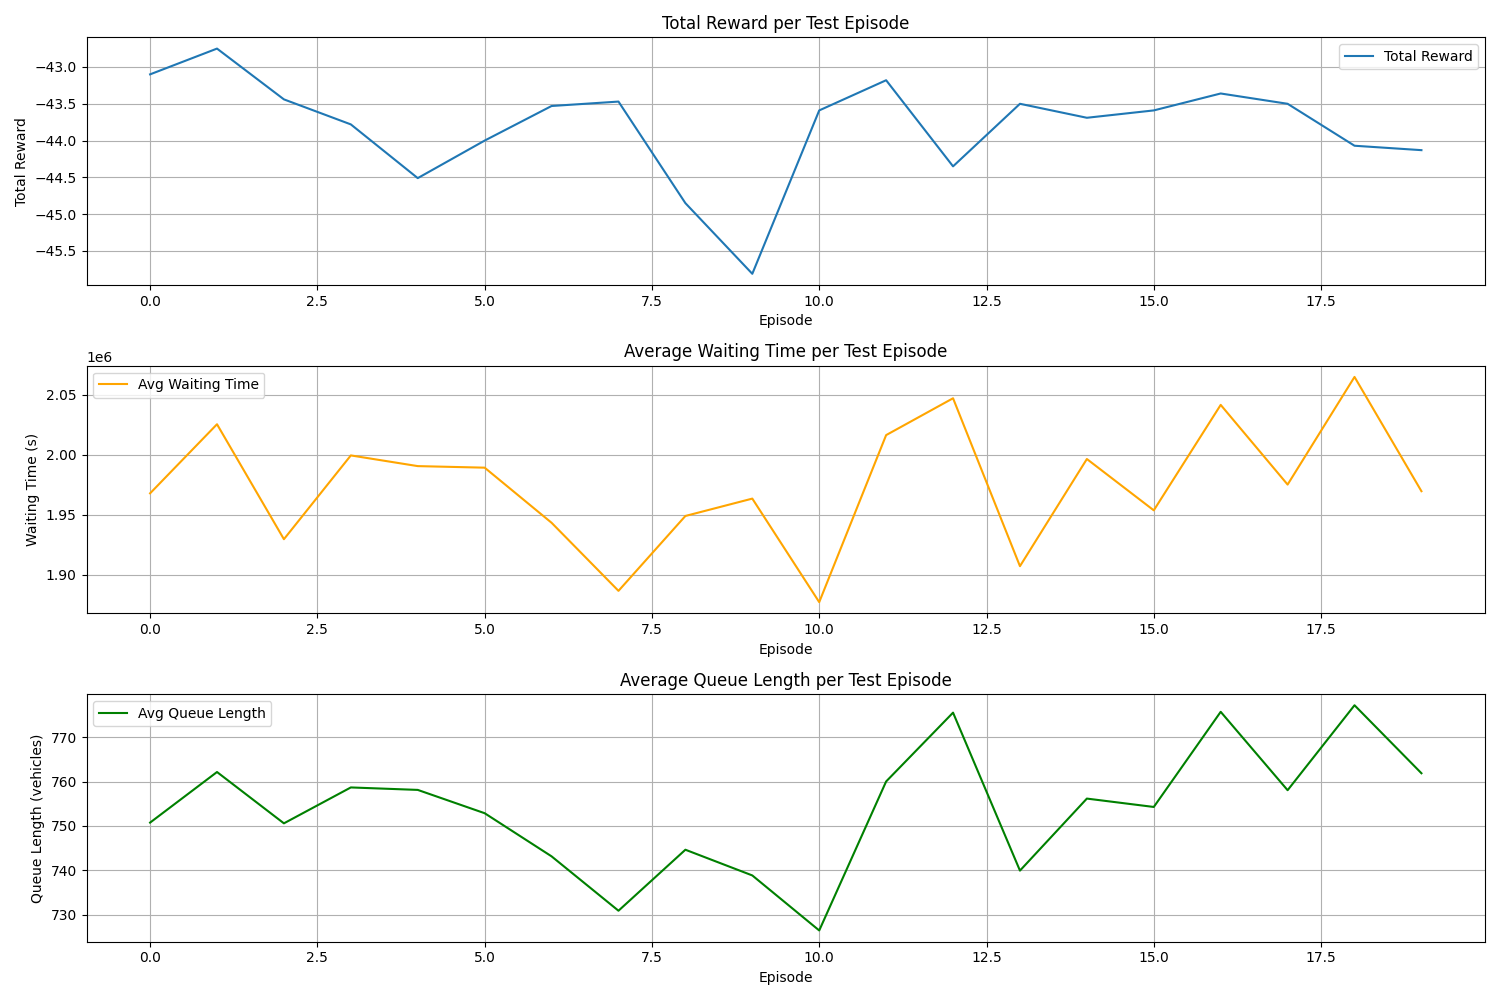 Total Reward per Test Episode
Total Reward
−43.0
−43.5
−44.0
−44.5
−45.0
−45.5
Total Reward
0.0 2.5 5.0 7.5 10.0 12.5 15.0 17.5
Episode
Average Waiting Time per Test Episode
1e6
Avg Waiting Time
2.05
2.00
1.95
1.90
Waiting Time (s)
0.0 2.5 5.0 7.5 10.0 12.5 15.0 17.5
Episode
Average Queue Length per Test Episode
Avg Queue Length
770
760
750
740
730
Queue Length (vehicles)
0.0 2.5 5.0 7.5 10.0 12.5 15.0 17.5
Episode